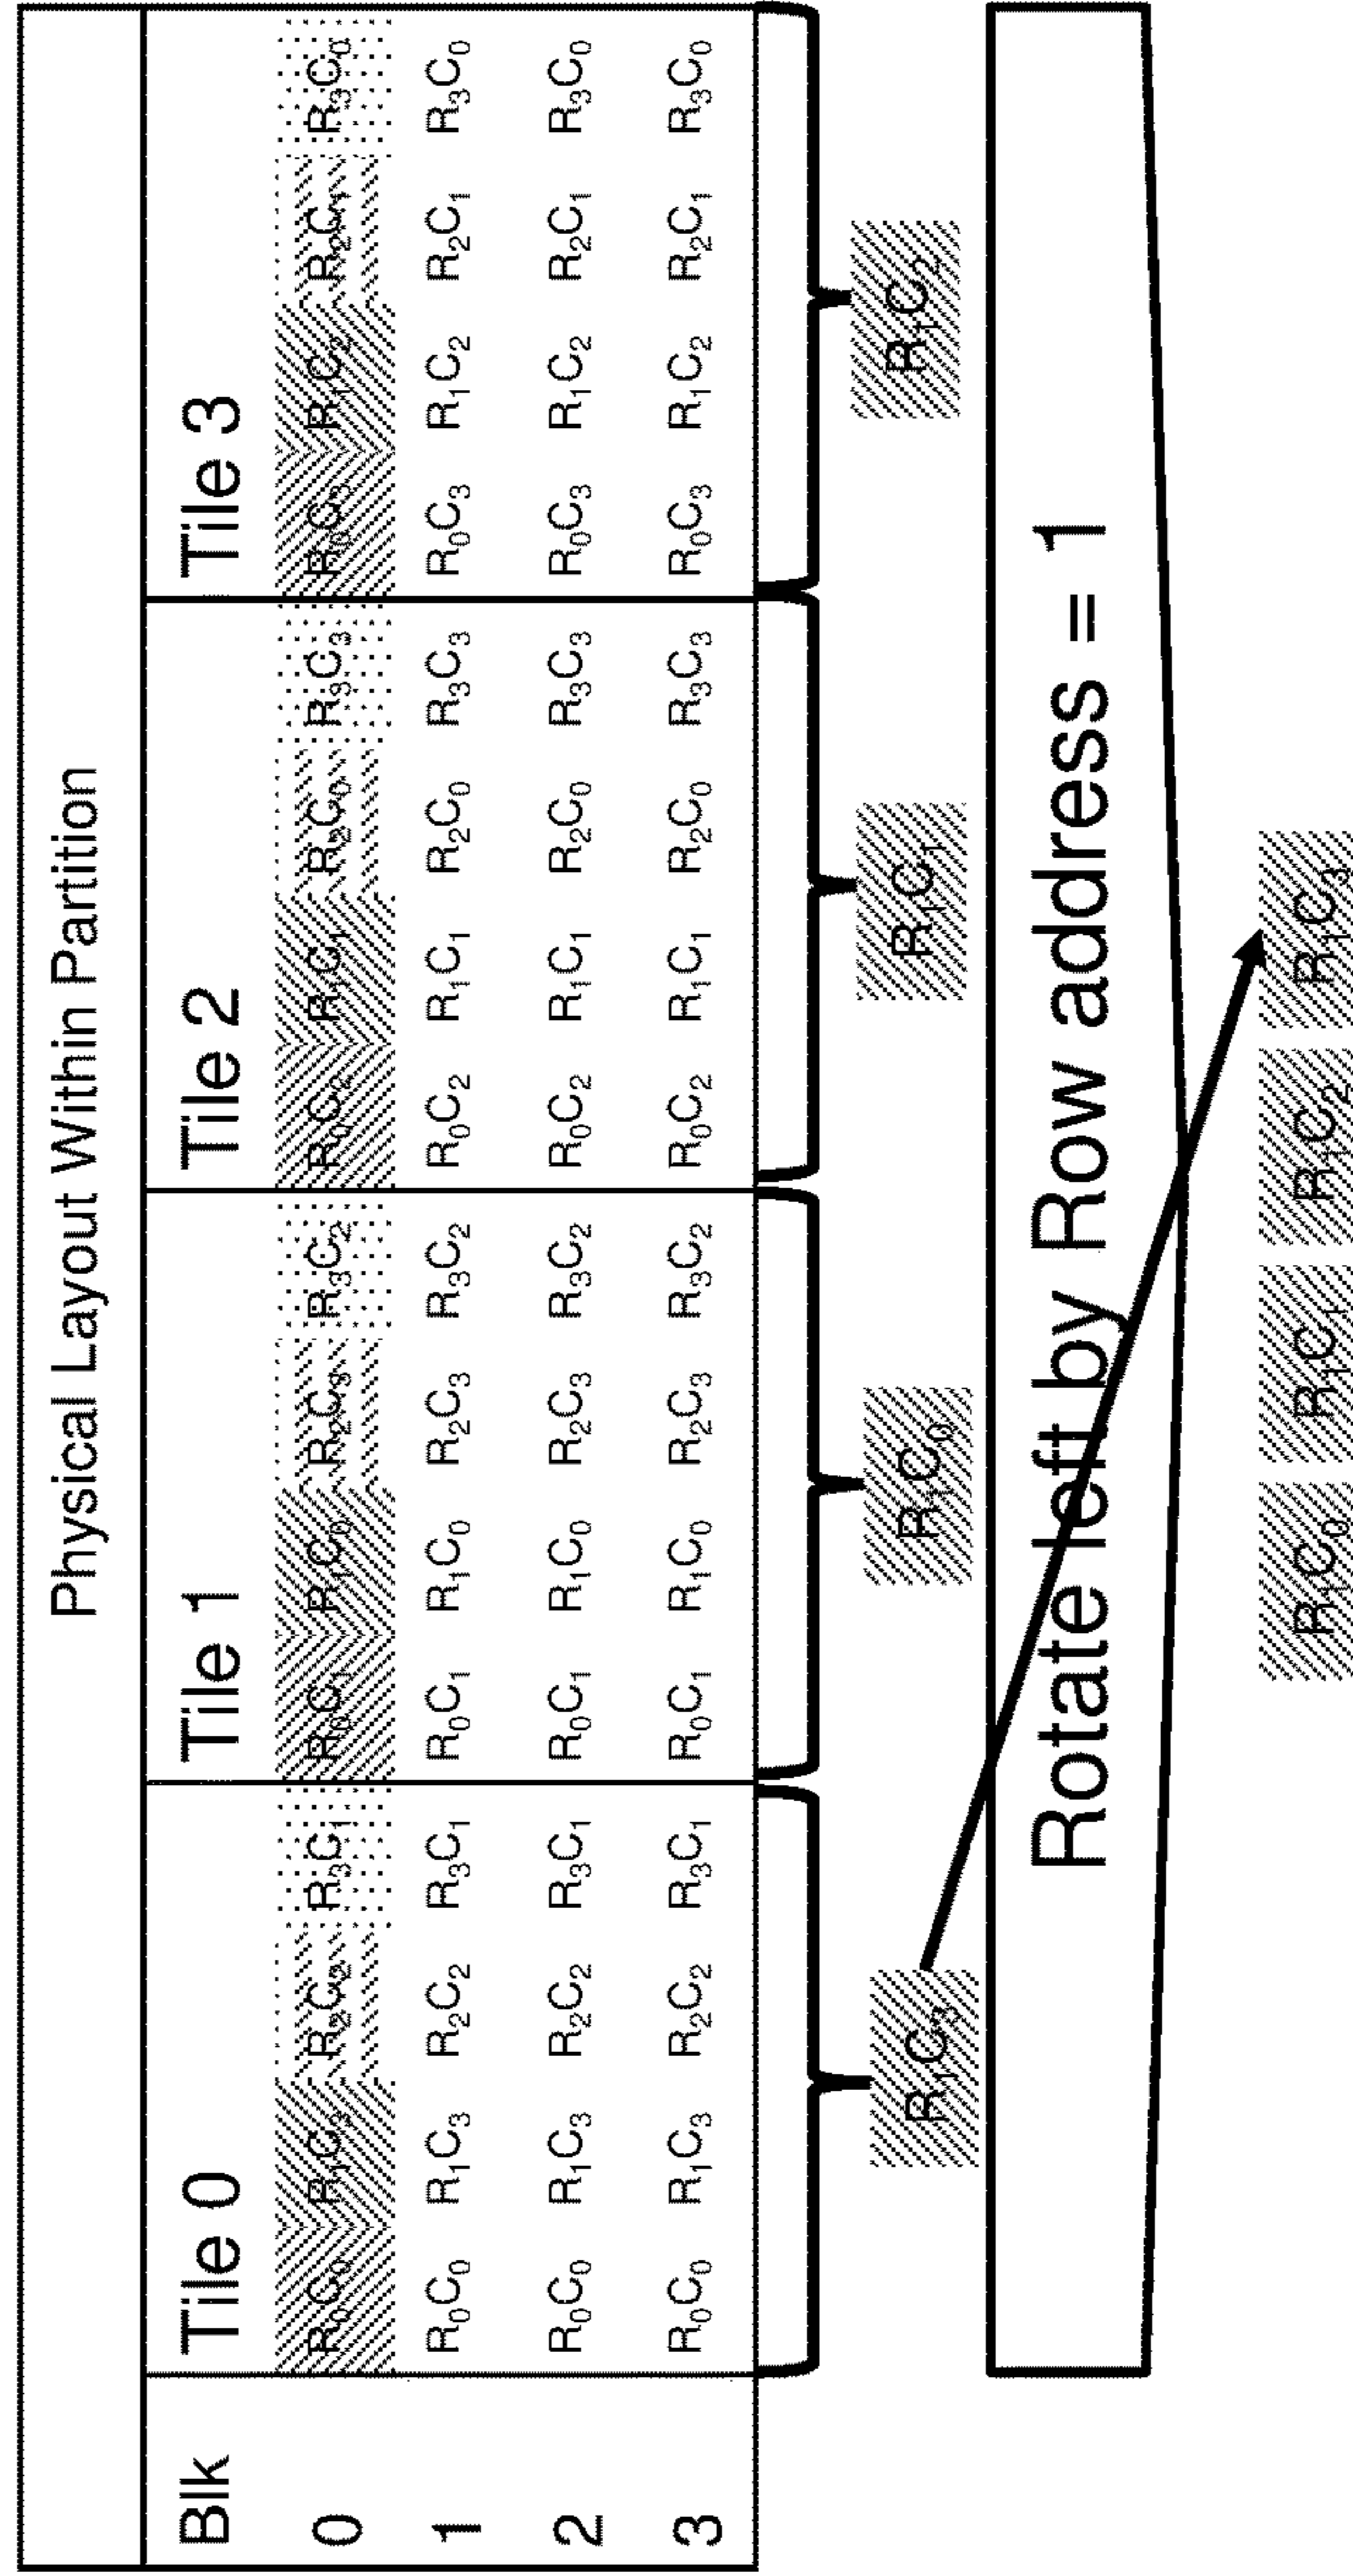 Physical Layout Within Partition
Blk Tile 0 Tile 1 Tile 2 Tile 3
0 R₀C₀ R₁C₃ R₂C₂ R₃C₁ R₀C₁ R₁C₀ R₂C₃ R₃C₂ R₀C₂ R₁C₁ R₂C₀ R₃C₃ R₀C₃ R₁C₂ R₂C₁ R₃C₀
1 R₀C₀ R₁C₃ R₂C₂ R₃C₁ R₀C₁ R₁C₀ R₂C₃ R₃C₂ R₀C₂ R₁C₁ R₂C₀ R₃C₃ R₀C₃ R₁C₂ R₂C₁ R₃C₀
2 R₀C₀ R₁C₃ R₂C₂ R₃C₁ R₀C₁ R₁C₀ R₂C₃ R₃C₂ R₀C₂ R₁C₁ R₂C₀ R₃C₃ R₀C₃ R₁C₂ R₂C₁ R₃C₀
3 R₀C₀ R₁C₃ R₂C₂ R₃C₁ R₀C₁ R₁C₀ R₂C₃ R₃C₂ R₀C₂ R₁C₁ R₂C₀ R₃C₃ R₀C₃ R₁C₂ R₂C₁ R₃C₀
R₁C₃ R₁C₀ R₁C₁ R₁C₂
Rotate left by Row address = 1
R₁C₀ R₁C₁ R₁C₂ R₁C₃